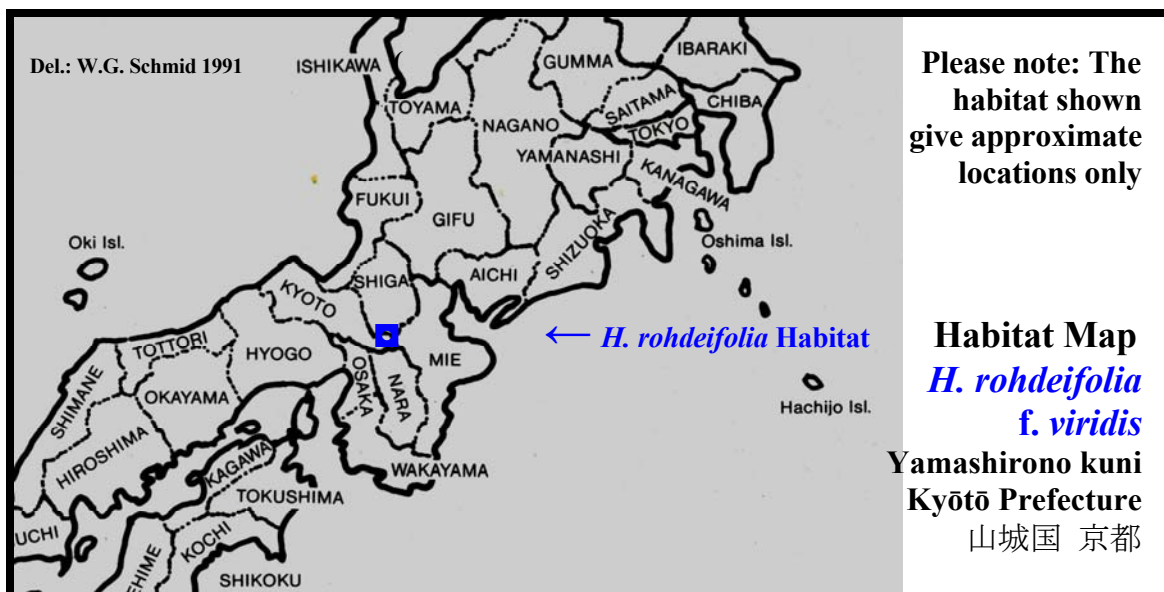 Del.: W.G. Schmid 1991
ISHIKAWA
(
TOYAMA
GUMMA
IBARAKI
SAITAMA
CHIBA
NAGANO
TOKYO
YAMANASHI
KANAGAWA
FUKUI
GIFU
SHIZUOKA
Oshima Isl.
Oki Isl.
SHIGA
AICHI
KYOTO
TOTTORI
HYOGO
MIE
SHIMANE
OKAYAMA
OSAKA
NARA
HIROSHIMA
KAGAWA
WAKAYAMA
TOKUSHIMA
UCHI
KOCHI
EHIME
SHIKOKU
Hachijo Isl.
← H. rohdeifolia Habitat
Please note: The
habitat shown
give approximate
locations only
Habitat Map
H. rohdeifolia
f. viridis
Yamashirono kuni
Kyōtō Prefecture
山城国 京都